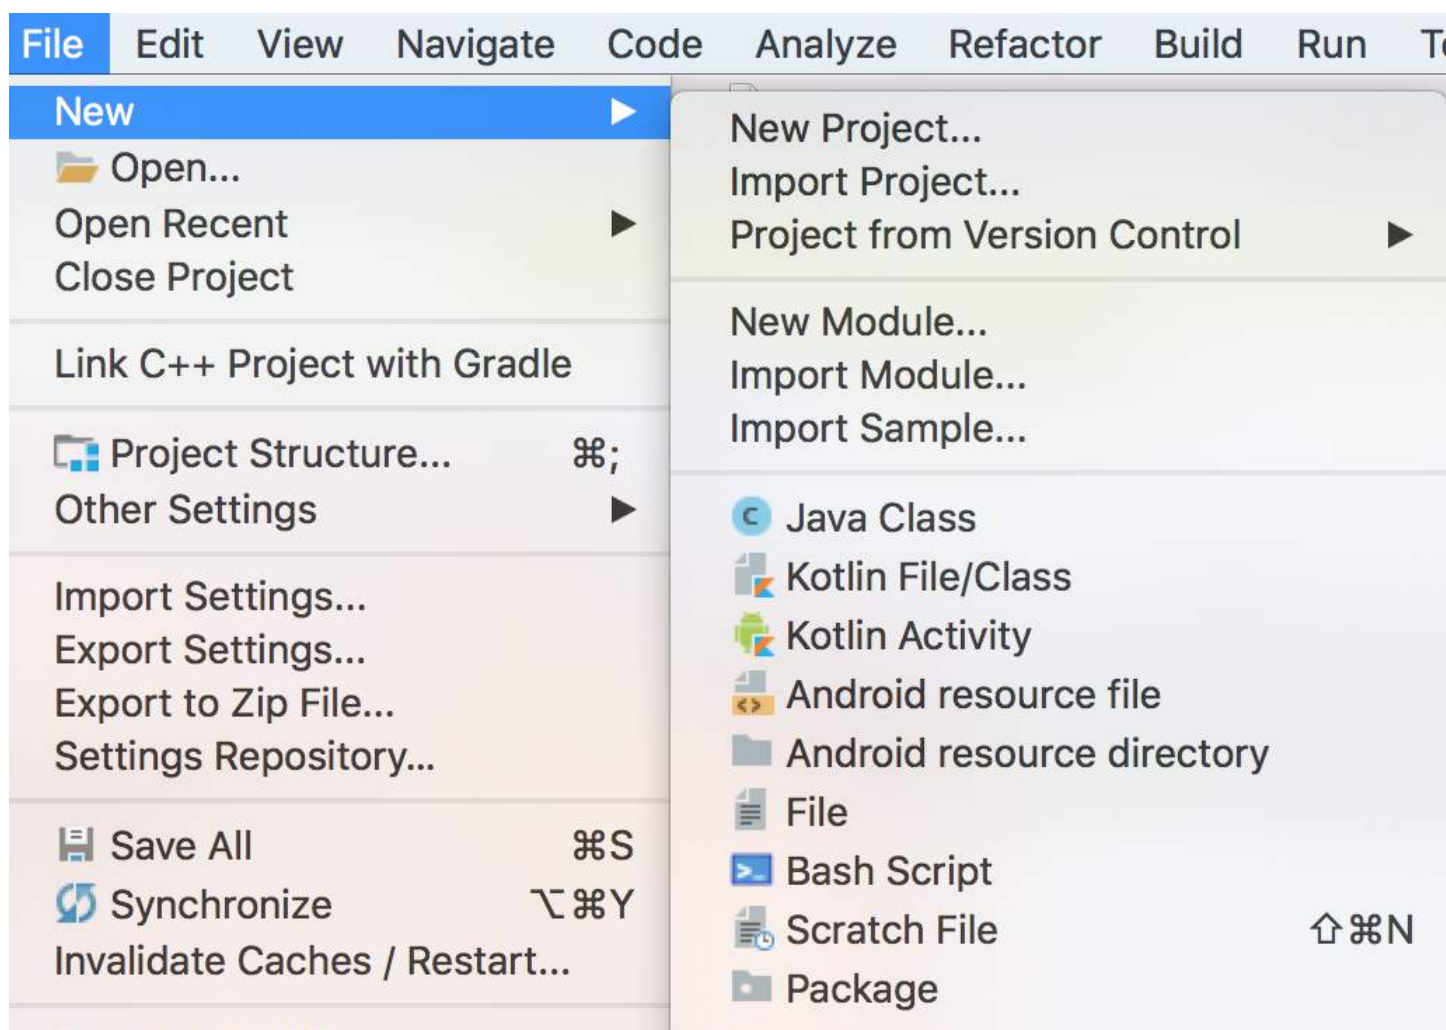 File Edit View Navigate Code Analyze Refactor Build Run
New ▶
Open...
Open Recent ▶
Close Project
Link C++ Project with Gradle
Project Structure... ⌘;
Other Settings ▶
Import Settings...
Export Settings...
Export to Zip File...
Settings Repository...
Save All ⌘S
Synchronize ⌥⌘Y
Invalidate Caches / Restart...
New Project...
Import Project...
Project from Version Control ▶
New Module...
Import Module...
Import Sample...
Java Class
Kotlin File/Class
Kotlin Activity
Android resource file
Android resource directory
File
Bash Script
Scratch File ⇧⌘N
Package